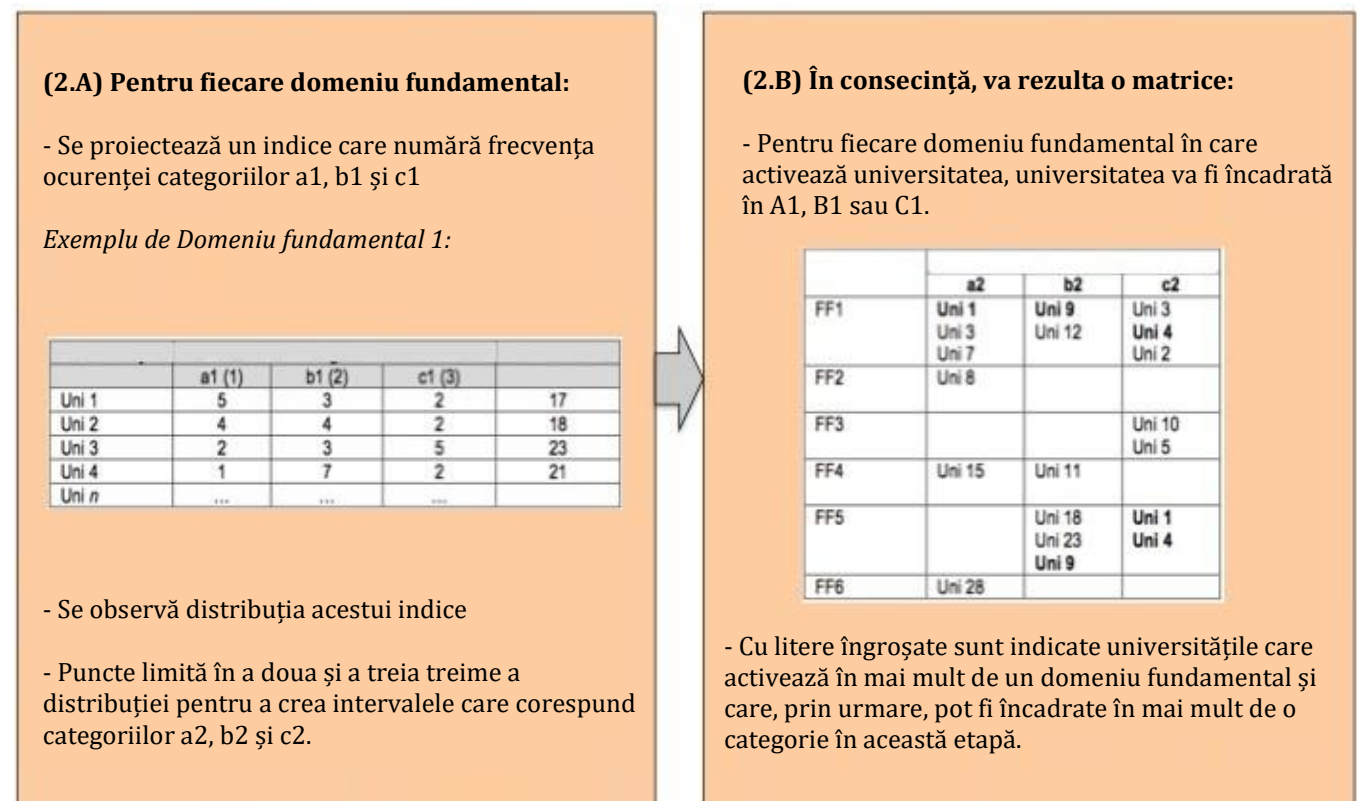 (2.A) Pentru fiecare domeniu fundamental:
- Se proiectează un indice care numără frecvența
ocurenței categoriilor a1, b1 și c1
Exemplu de Domeniu fundamental 1:
a1 (1) b1 (2) c1 (3)
Uni 1 5 3 2 17
Uni 2 4 4 2 18
Uni 3 2 3 5 23
Uni 4 1 7 2 21
Uni n ... ... ...
- Se observă distribuția acestui indice
- Puncte limită în a doua și a treia treime a
distribuției pentru a crea intervalele care corespund
categoriilor a2, b2 și c2.
(2.B) În consecință, va rezulta o matrice:
- Pentru fiecare domeniu fundamental în care
activează universitatea, universitatea va fi încadrată
în A1, B1 sau C1.
a2 b2 c2
FF1 Uni 1 Uni 9 Uni 3
Uni 3 Uni 12 Uni 4
Uni 7 Uni 2
FF2 Uni 8
FF3 Uni 10
Uni 5
FF4 Uni 15 Uni 11
FF5 Uni 18 Uni 1
Uni 23 Uni 4
Uni 9
FF6 Uni 28
- Cu litere îngroșate sunt indicate universitățile care
activează în mai mult de un domeniu fundamental și
care, prin urmare, pot fi încadrate în mai mult de o
categorie în această etapă.